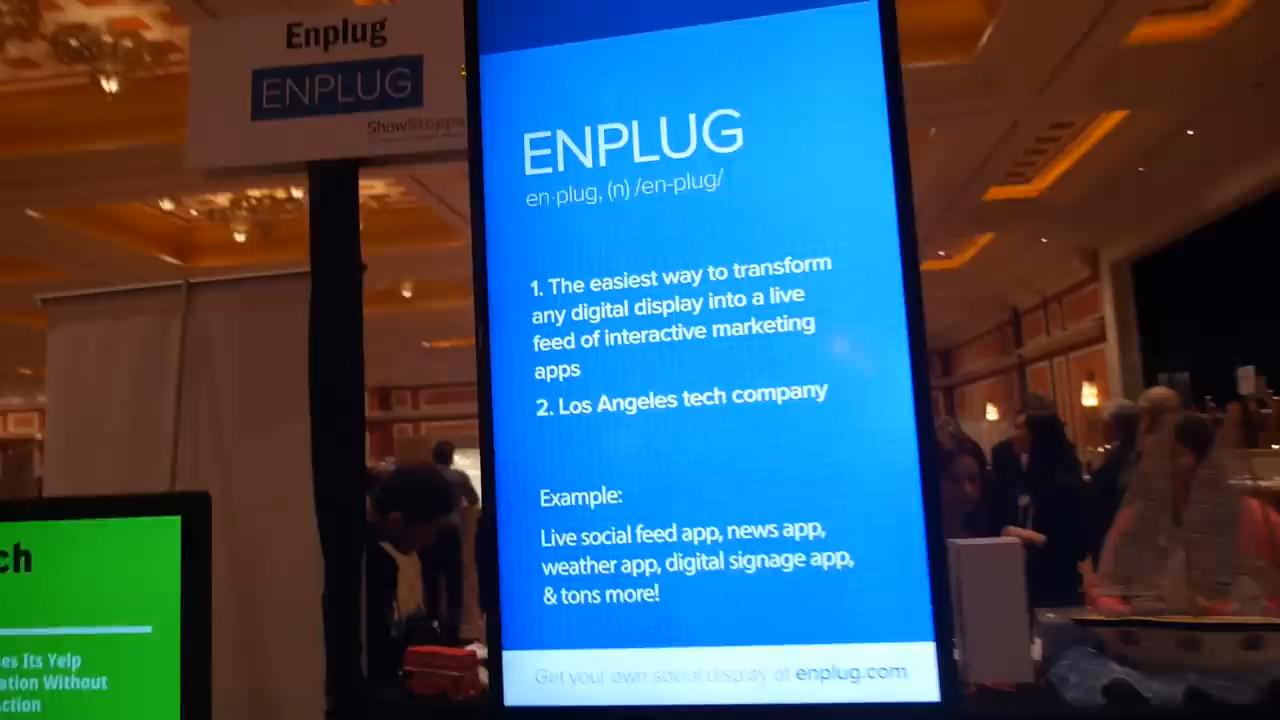 Enplug
ENPLUG
ShowStoppe
ENPLUG
en·plug, (n) /en-plug/
1. The easiest way to transform
any digital display into a live
feed of interactive marketing
apps
2. Los Angeles tech company
Example:
Live social feed app, news app,
weather app, digital signage app,
& tons more!
Get your own social display at enplug.com
ch
es Its Yelp
ation Without
ction